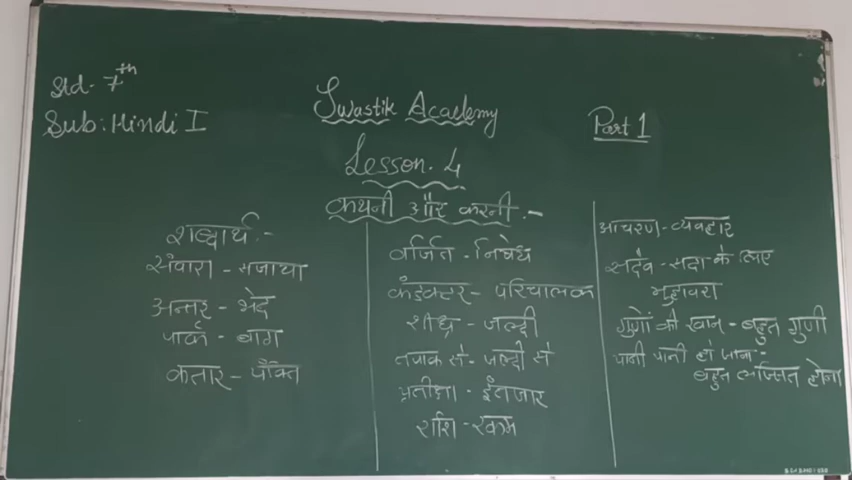 Std. 7th
Sub: Hindi I
Swastik Academy
Part 1
Lesson. 4
कथनी और करनी :-
शब्दार्थ :-
संवारा - सजाया
अन्तर - भेद
पार्क - बाग
कतार - पंक्ति
वर्जित - निषेध
कंडक्टर - परिचालक
शीघ्र - जल्दी
तपाक से - जल्दी से
प्रतीक्षा - इंतजार
राशि - रकम
आचरण - व्यवहार
सदैव - सदा के लिए
मुहावरा
गुणों की खान - बहुत गुणी
पानी पानी हो जाना :-
बहुत लज्जित होना